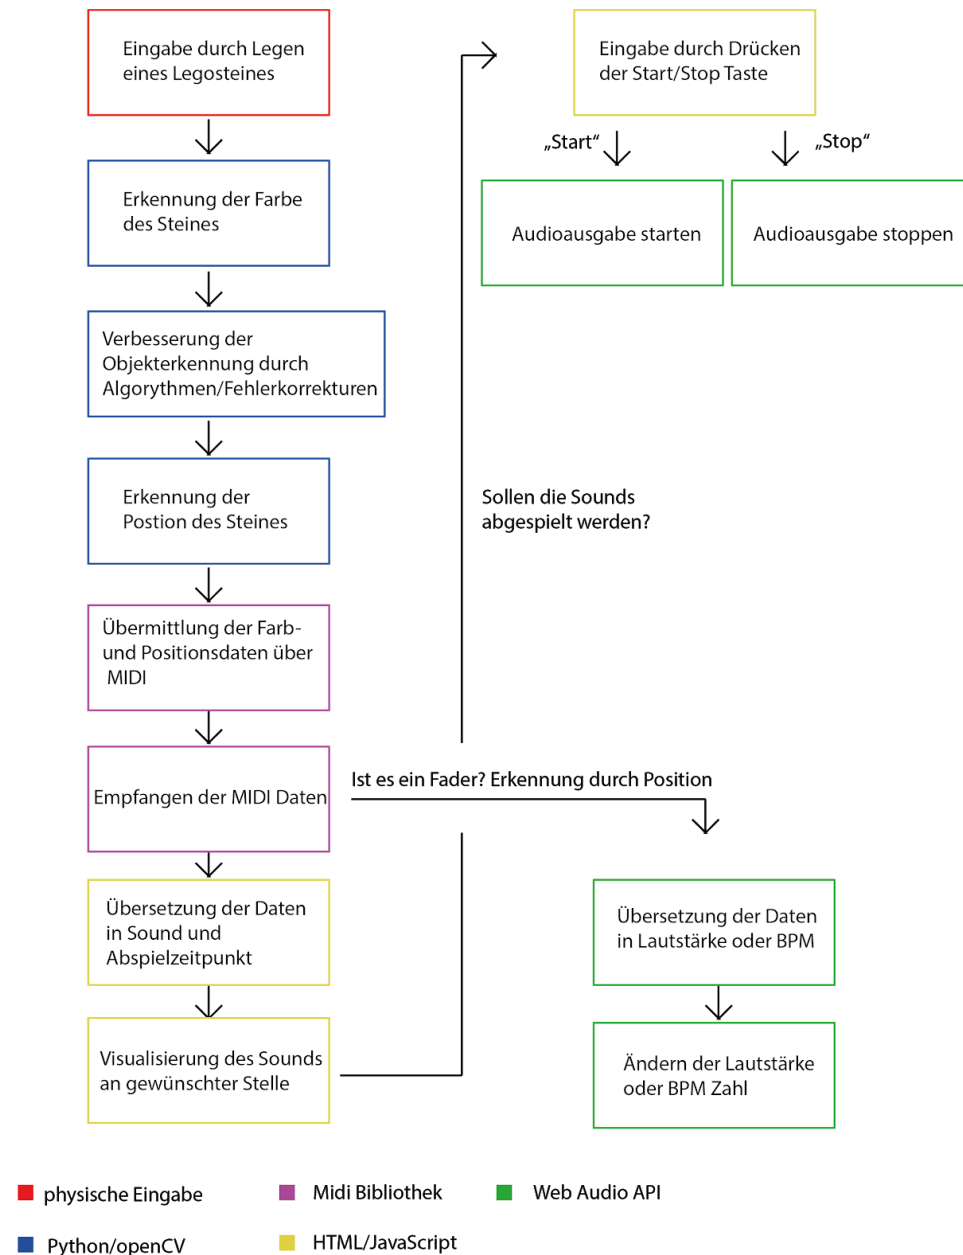 Eingabe durch Legen
eines Legosteines
Erkennung der Farbe
des Steines
Verbesserung der
Objekterkennung durch
Algorythmen/Fehlerkorrekturen
Erkennung der
Postion des Steines
Übermittlung der Farb-
und Positionsdaten über
MIDI
Empfangen der MIDI Daten
Übersetzung der Daten
in Sound und
Abspielzeitpunkt
Visualisierung des Sounds
an gewünschter Stelle
Sollen die Sounds
abgespielt werden?
Eingabe durch Drücken
der Start/Stop Taste
„Start“
„Stop“
Audioausgabe starten
Audioausgabe stoppen
Ist es ein Fader? Erkennung durch Position
Übersetzung der Daten
in Lautstärke oder BPM
Ändern der Lautstärke
oder BPM Zahl
physische Eingabe
Midi Bibliothek
Web Audio API
Python/openCV
HTML/JavaScript